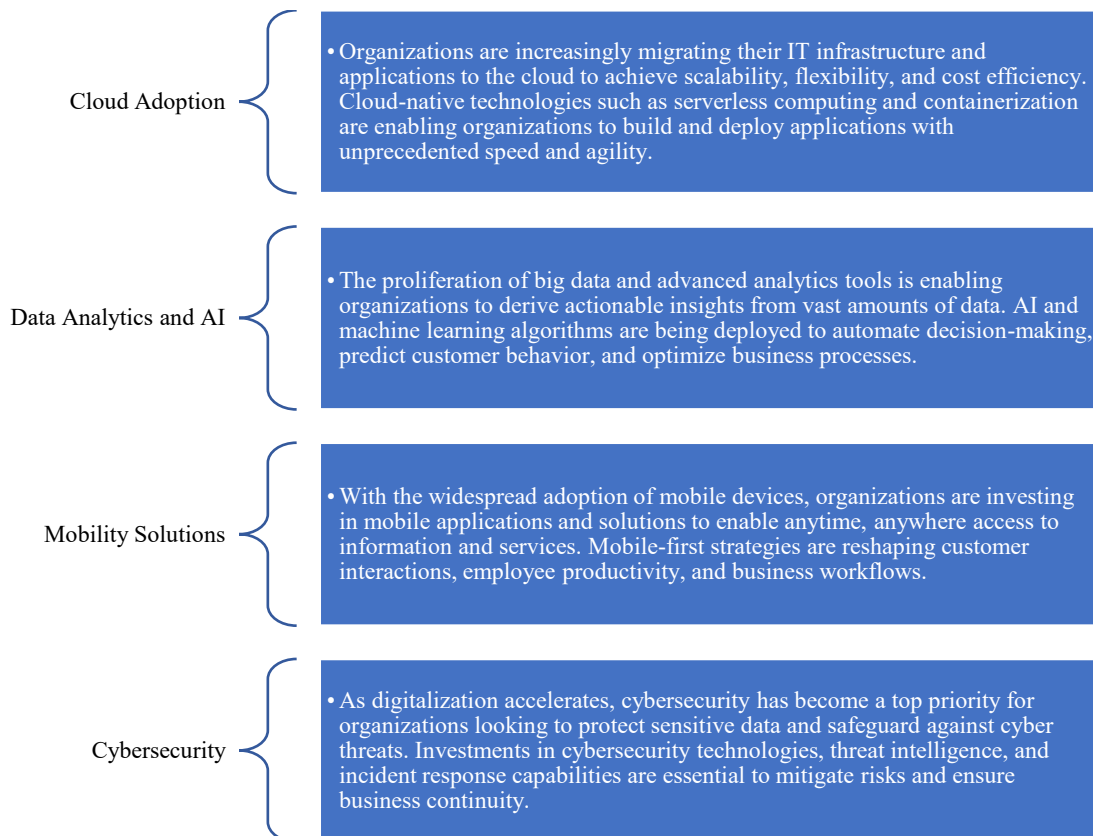 Cloud Adoption
• Organizations are increasingly migrating their IT infrastructure and
applications to the cloud to achieve scalability, flexibility, and cost efficiency.
Cloud-native technologies such as serverless computing and containerization
are enabling organizations to build and deploy applications with
unprecedented speed and agility.
Data Analytics and AI
• The proliferation of big data and advanced analytics tools is enabling
organizations to derive actionable insights from vast amounts of data. AI and
machine learning algorithms are being deployed to automate decision-making,
predict customer behavior, and optimize business processes.
Mobility Solutions
• With the widespread adoption of mobile devices, organizations are investing
in mobile applications and solutions to enable anytime, anywhere access to
information and services. Mobile-first strategies are reshaping customer
interactions, employee productivity, and business workflows.
Cybersecurity
• As digitalization accelerates, cybersecurity has become a top priority for
organizations looking to protect sensitive data and safeguard against cyber
threats. Investments in cybersecurity technologies, threat intelligence, and
incident response capabilities are essential to mitigate risks and ensure
business continuity.